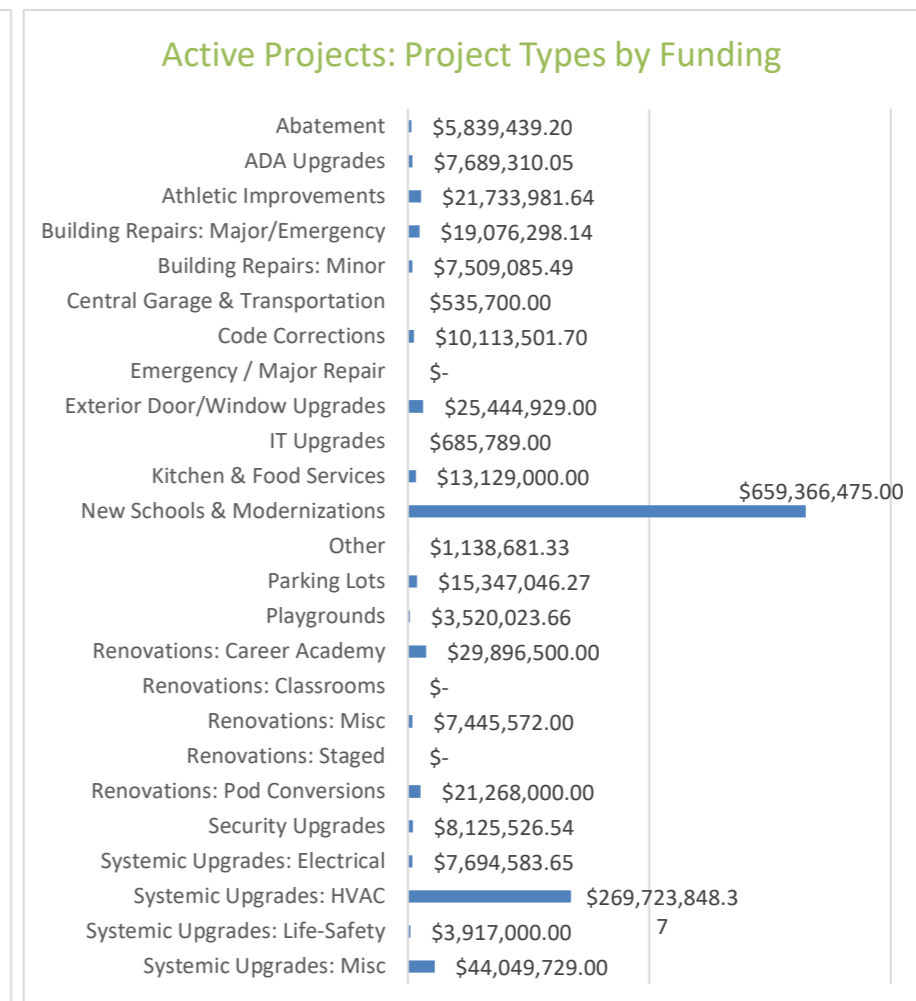 Active Projects: Project Types by Funding
Abatement $5,839,439.20
ADA Upgrades $7,689,310.05
Athletic Improvements $21,733,981.64
Building Repairs: Major/Emergency $19,076,298.14
Building Repairs: Minor $7,509,085.49
Central Garage & Transportation $535,700.00
Code Corrections $10,113,501.70
Emergency / Major Repair $-
Exterior Door/Window Upgrades $25,444,929.00
IT Upgrades $685,789.00
Kitchen & Food Services $13,129,000.00
New Schools & Modernizations $659,366,475.00
Other $1,138,681.33
Parking Lots $15,347,046.27
Playgrounds $3,520,023.66
Renovations: Career Academy $29,896,500.00
Renovations: Classrooms $-
Renovations: Misc $7,445,572.00
Renovations: Staged $-
Renovations: Pod Conversions $21,268,000.00
Security Upgrades $8,125,526.54
Systemic Upgrades: Electrical $7,694,583.65
Systemic Upgrades: HVAC $269,723,848.3
7
Systemic Upgrades: Life-Safety $3,917,000.00
Systemic Upgrades: Misc $44,049,729.00